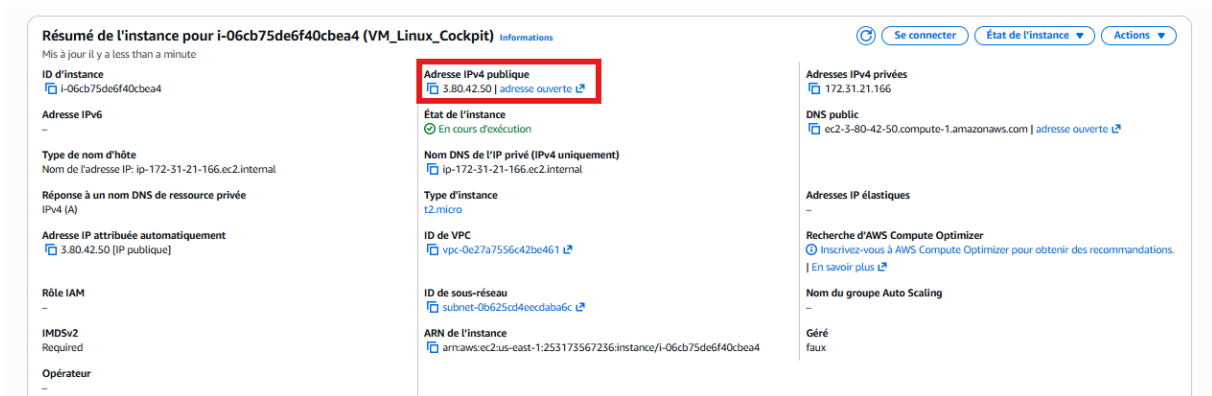 Résumé de l'instance pour i-06cb75de6f40cbea4 (VM_Linux_Cockpit) Informations
Se connecter
État de l'instance
Actions
Mis à jour il y a less than a minute
ID d'instance
i-06cb75de6f40cbea4
Adresse IPv4 publique
3.80.42.50 | adresse ouverte
Adresses IPv4 privées
172.31.21.166
Adresse IPv6
–
État de l'instance
En cours d'exécution
DNS public
ec2-3-80-42-50.compute-1.amazonaws.com | adresse ouverte
Type de nom d'hôte
Nom de l'adresse IP: ip-172-31-21-166.ec2.internal
Nom DNS de l'IP privé (IPv4 uniquement)
ip-172-31-21-166.ec2.internal
Réponse à un nom DNS de ressource privée
IPv4 (A)
Type d'instance
t2.micro
Adresses IP élastiques
–
Adresse IP attribuée automatiquement
3.80.42.50 [IP publique]
ID de VPC
vpc-0e27a7556c42be461
Recherche d'AWS Compute Optimizer
Inscrivez-vous à AWS Compute Optimizer pour obtenir des recommandations.
| En savoir plus
Rôle IAM
–
ID de sous-réseau
subnet-0b625cd4eecdaba6c
Nom du groupe Auto Scaling
–
IMDSv2
Required
ARN de l'instance
arn:aws:ec2:us-east-1:253173567236:instance/i-06cb75de6f40cbea4
Géré
faux
Opérateur
–